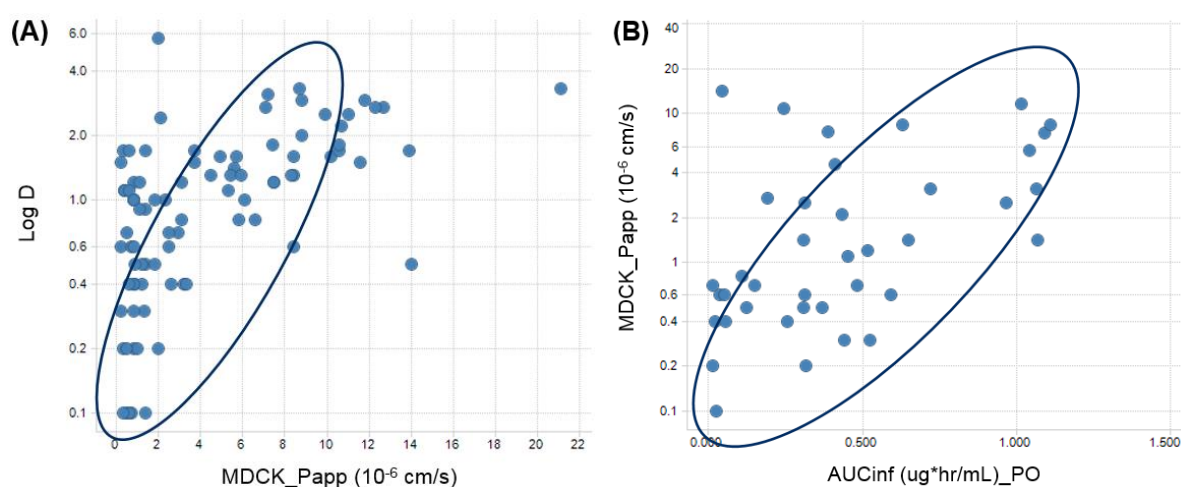 (A)
Log D
6.0
4.0
2.0
1.0
0.6
0.4
0.2
0.1
0 2 4 6 8 10 12 14 16 18 20 22
MDCK_Papp (10⁻⁶ cm/s)
(B)
MDCK_Papp (10⁻⁶ cm/s)
40
20
10
6
4
2
1
0.6
0.4
0.2
0.1
0.000 0.500 1.000 1.500
AUCinf (ug*hr/mL)_PO